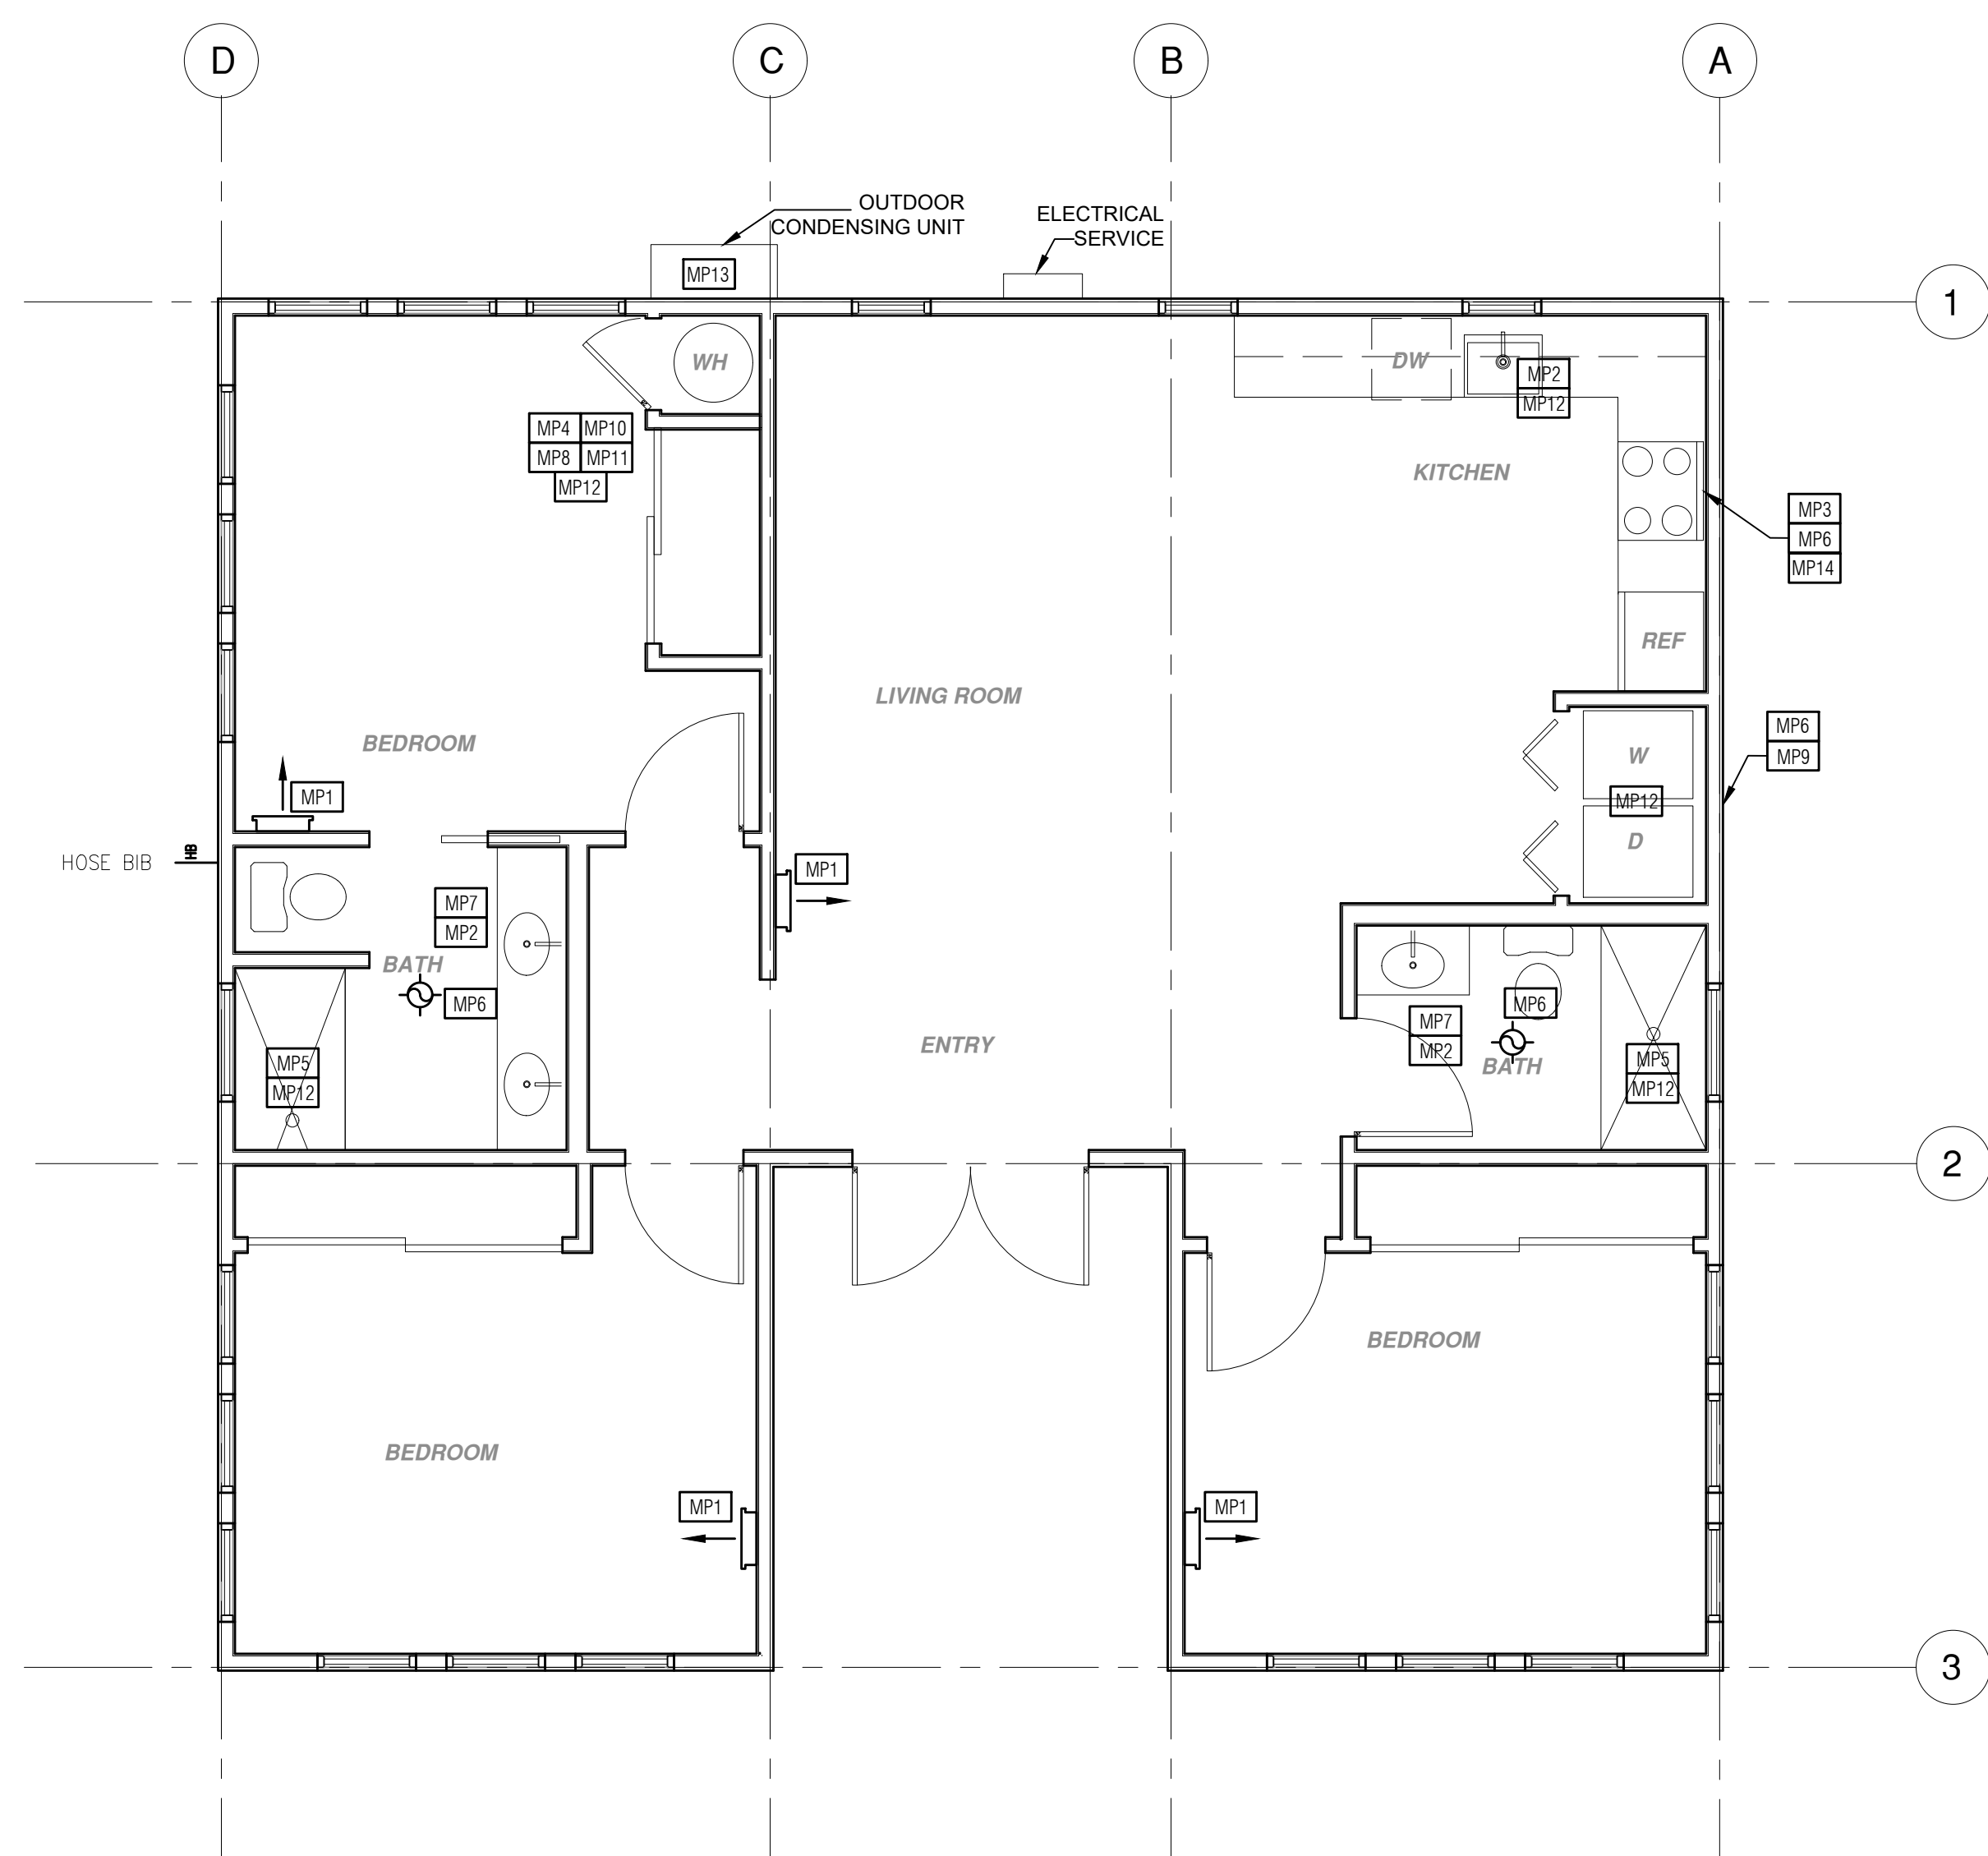 D
C
B
A
OUTDOOR
CONDENSING UNIT
ELECTRICAL
SERVICE
MP13
1
WH
DW
MP2
MP12
MP4 MP10
MP8 MP11
MP12
KITCHEN
MP3
MP6
MP14
REF
LIVING ROOM
BEDROOM
MP6
MP9
W
MP12
D
MP1
HOSE BIB
HB
MP1
MP7
MP2
BATH
MP6
MP5
MP12
ENTRY
MP6
MP7
MP2
BATH
MP5
MP12
2
BEDROOM
BEDROOM
MP1
MP1
3